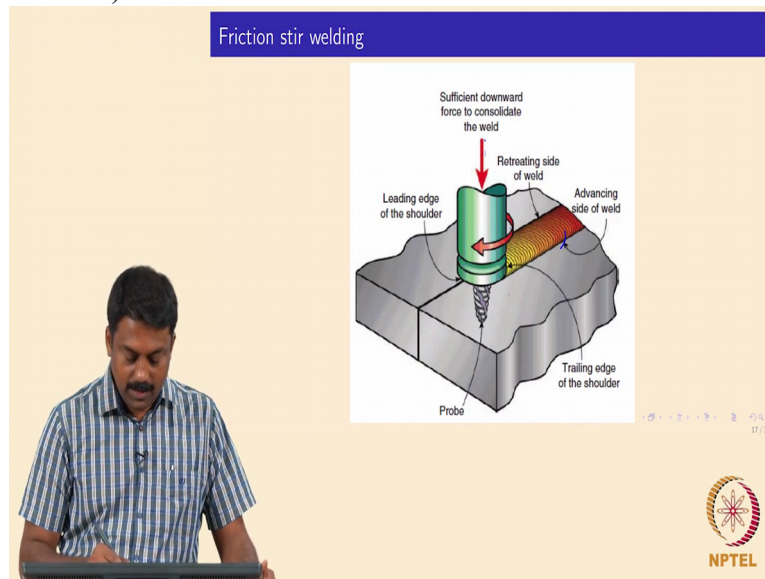 Friction stir welding
Sufficient downward
force to consolidate
the weld
Retreating side
of weld
Advancing
side of weld
Leading edge
of the shoulder
Trailing edge
of the shoulder
Probe
17/
NPTEL